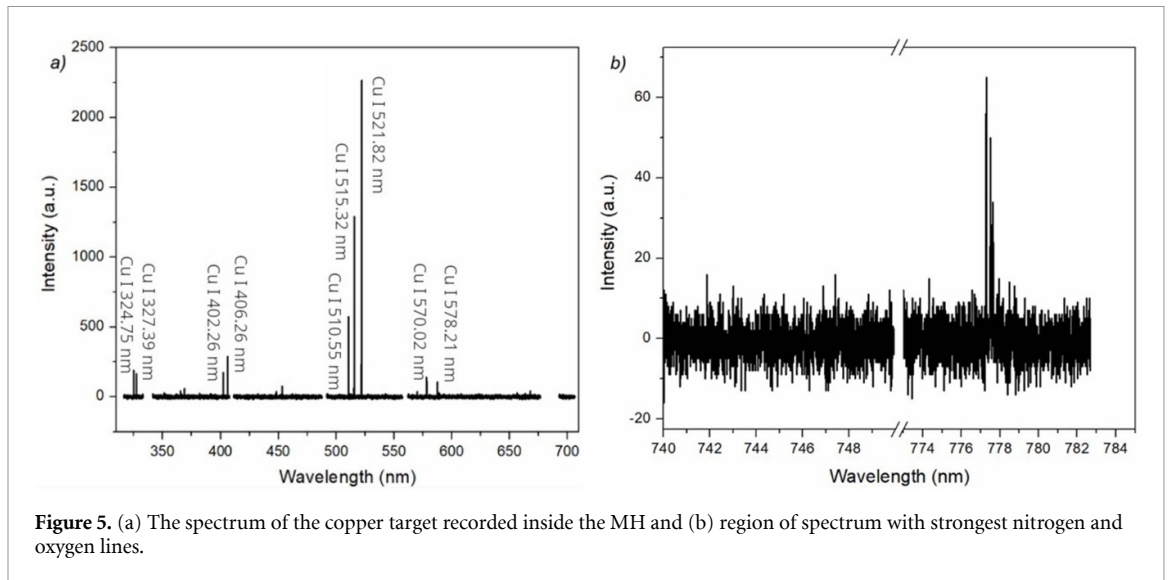 a)
Intensity (a.u.)
2500
2000
1500
1000
500
0
Cu I 324.75 nm
Cu I 327.39 nm
Cu I 402.26 nm
Cu I 406.26 nm
Cu I 510.55 nm
Cu I 515.32 nm
Cu I 521.82 nm
Cu I 570.02 nm
Cu I 578.21 nm
350 400 450 500 550 600 650 700
Wavelength (nm)
b)
Intensity (a.u.)
60
40
20
0
-20
740 742 744 746 748 774 776 778 780 782 784
Wavelength (nm)
Figure 5. (a) The spectrum of the copper target recorded inside the MH and (b) region of spectrum with strongest nitrogen and
oxygen lines.